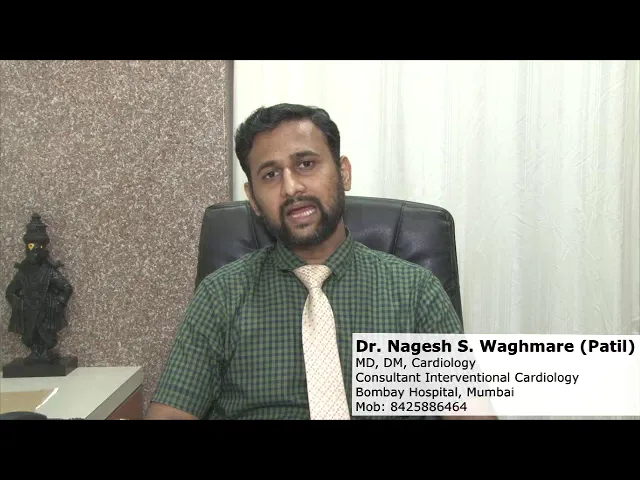 Dr. Nagesh S. Waghmare (Patil)
MD, DM, Cardiology
Consultant Interventional Cardiology
Bombay Hospital, Mumbai
Mob: 8425886464